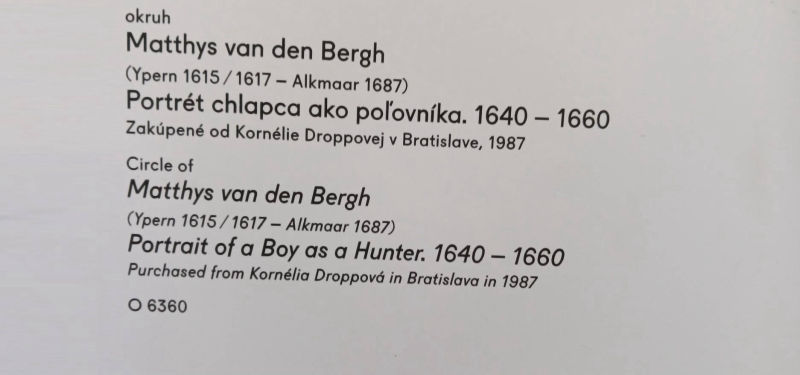 okruh
Matthys van den Bergh
(Ypern 1615 / 1617 – Alkmaar 1687)
Portrét chlapca ako poľovníka. 1640 – 1660
Zakúpené od Kornélie Droppovej v Bratislave, 1987
Circle of
Matthys van den Bergh
(Ypern 1615 / 1617 – Alkmaar 1687)
Portrait of a Boy as a Hunter. 1640 – 1660
Purchased from Kornélia Droppová in Bratislava in 1987
O 6360